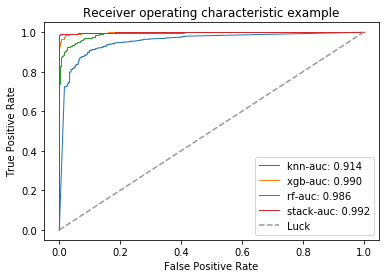 Receiver operating characteristic example
True Positive Rate
1.0
0.8
0.6
0.4
0.2
0.0
knn-auc: 0.914
xgb-auc: 0.990
rf-auc: 0.986
stack-auc: 0.992
Luck
0.0 0.2 0.4 0.6 0.8 1.0
False Positive Rate